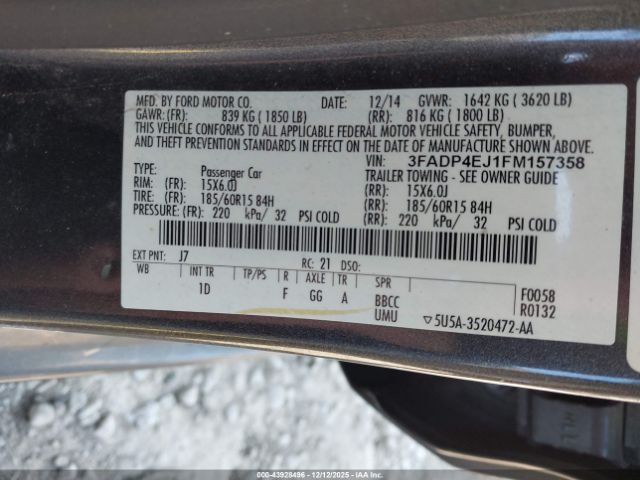 MFD. BY FORD MOTOR CO. DATE: 12/14 GVWR: 1642 KG ( 3620 LB)
GAWR: (FR): 839 KG ( 1850 LB) (RR): 816 KG ( 1800 LB)
THIS VEHICLE CONFORMS TO ALL APPLICABLE FEDERAL MOTOR VEHICLE SAFETY, BUMPER,
AND THEFT PREVENTION STANDARDS IN EFFECT ON THE DATE OF MANUFACTURE SHOWN ABOVE.
VIN: 3FADP4EJ1FM157358
TYPE: Passenger Car TRAILER TOWING - SEE OWNER GUIDE
RIM: (FR): 15X6.0J (RR): 15X6.0J
TIRE: (FR): 185/60R15 84H (RR): 185/60R15 84H
PRESSURE: (FR): 220 kPa/ 32 PSI COLD (RR): 220 kPa/ 32 PSI COLD
EXT PNT: J7 RC: 21 DSO:
WB INT TR TP/PS R AXLE TR SPR
1D F GG A BBCC
UMU
F0058
R0132
▽5U5A-3520472-AA
© 12-43928496 - 12/12/2025 - IAAI.COM